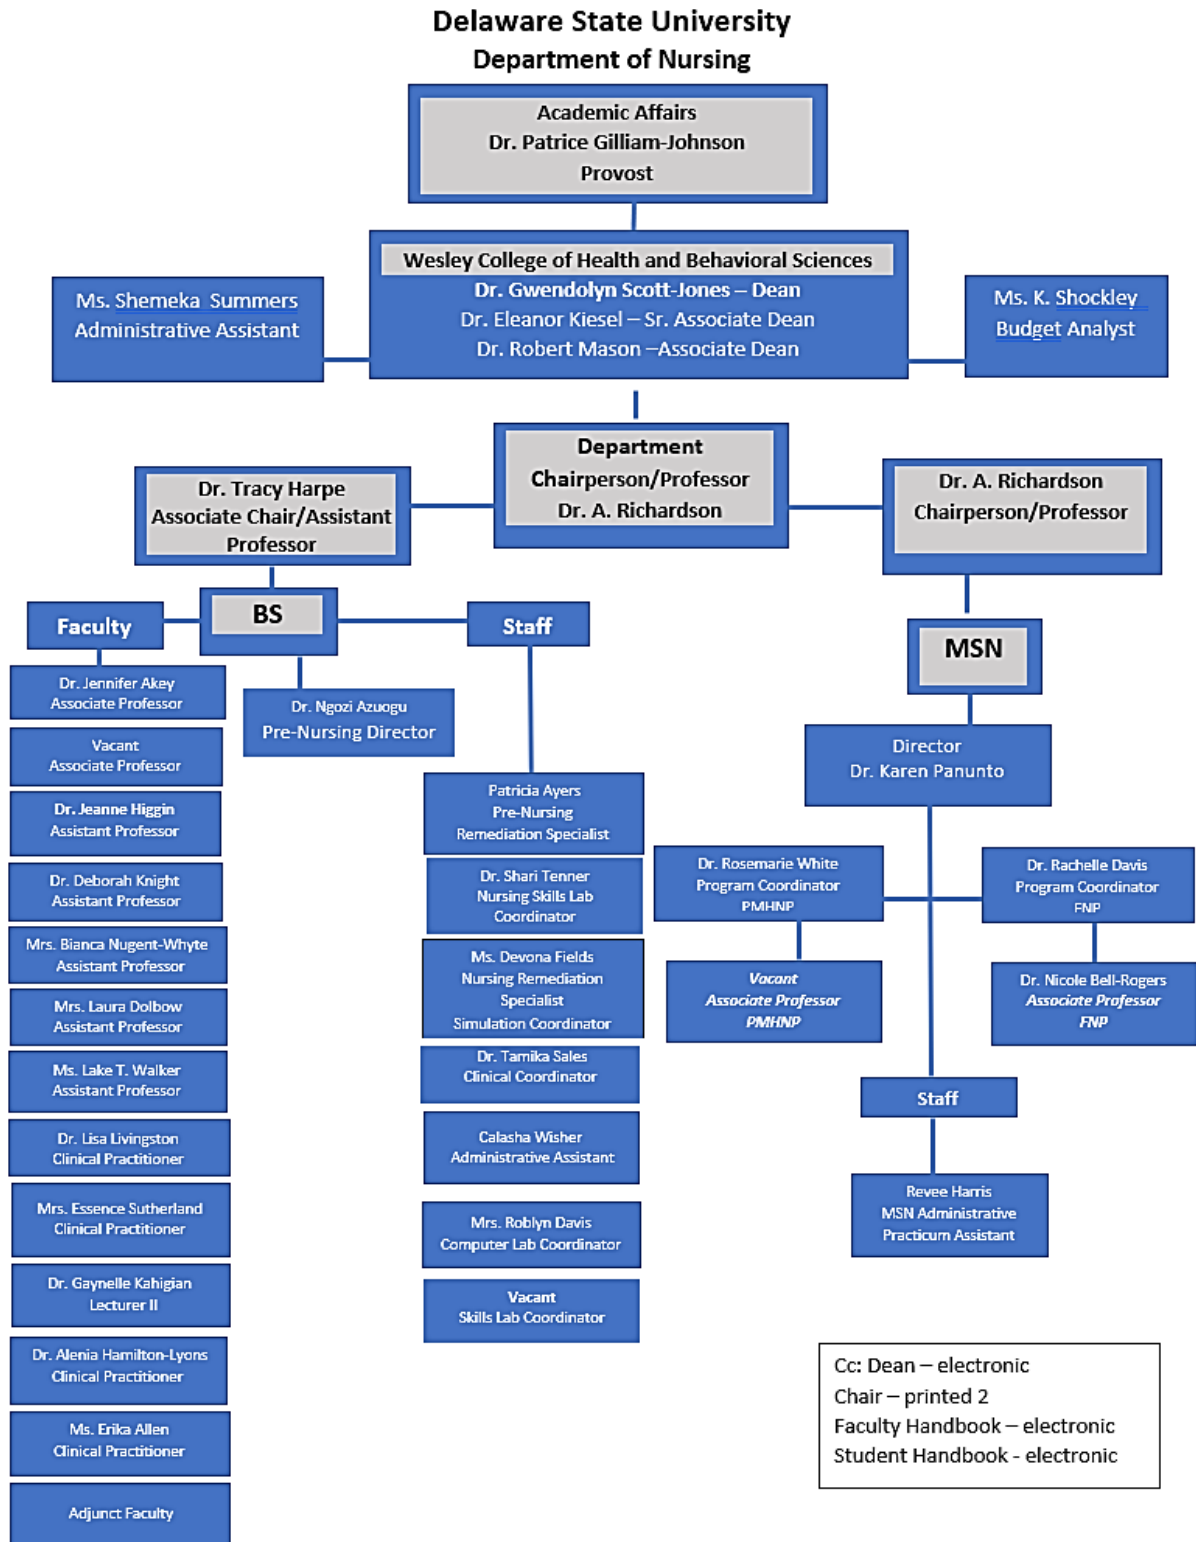 Delaware State University
Department of Nursing
Academic Affairs
Dr. Patrice Gilliam-Johnson
Provost
Wesley College of Health and Behavioral Sciences
Dr. Gwendolyn Scott-Jones – Dean
Dr. Eleanor Kiesel – Sr. Associate Dean
Dr. Robert Mason –Associate Dean
Ms. Shemeka Summers
Administrative Assistant
Ms. K. Shockley
Budget Analyst
Department
Chairperson/Professor
Dr. A. Richardson
Dr. Tracy Harpe
Associate Chair/Assistant
Professor
Dr. A. Richardson
Chairperson/Professor
BS
Faculty
Dr. Jennifer Akey
Associate Professor
Vacant
Associate Professor
Dr. Jeanne Higgin
Assistant Professor
Dr. Deborah Knight
Assistant Professor
Mrs. Bianca Nugent-Whyte
Assistant Professor
Mrs. Laura Dolbow
Assistant Professor
Ms. Lake T. Walker
Assistant Professor
Dr. Lisa Livingston
Clinical Practitioner
Mrs. Essence Sutherland
Clinical Practitioner
Dr. Gaynelle Kahigian
Lecturer II
Dr. Alenia Hamilton-Lyons
Clinical Practitioner
Ms. Erika Allen
Clinical Practitioner
Adjunct Faculty
Dr. Ngozi Azuogu
Pre-Nursing Director
Staff
Patricia Ayers
Pre-Nursing
Remediation Specialist
Dr. Shari Tenner
Nursing Skills Lab
Coordinator
Ms. Devona Fields
Nursing Remediation
Specialist
Simulation Coordinator
Dr. Tamika Sales
Clinical Coordinator
Calasha Wisher
Administrative Assistant
Mrs. Roblyn Davis
Computer Lab Coordinator
Vacant
Skills Lab Coordinator
MSN
Director
Dr. Karen Panunto
Dr. Rosemarie White
Program Coordinator
PMHNP
Vacant
Associate Professor
PMHNP
Dr. Rachelle Davis
Program Coordinator
FNP
Dr. Nicole Bell-Rogers
Associate Professor
FNP
Staff
Revee Harris
MSN Administrative
Practicum Assistant
Cc: Dean – electronic
Chair – printed 2
Faculty Handbook – electronic
Student Handbook - electronic